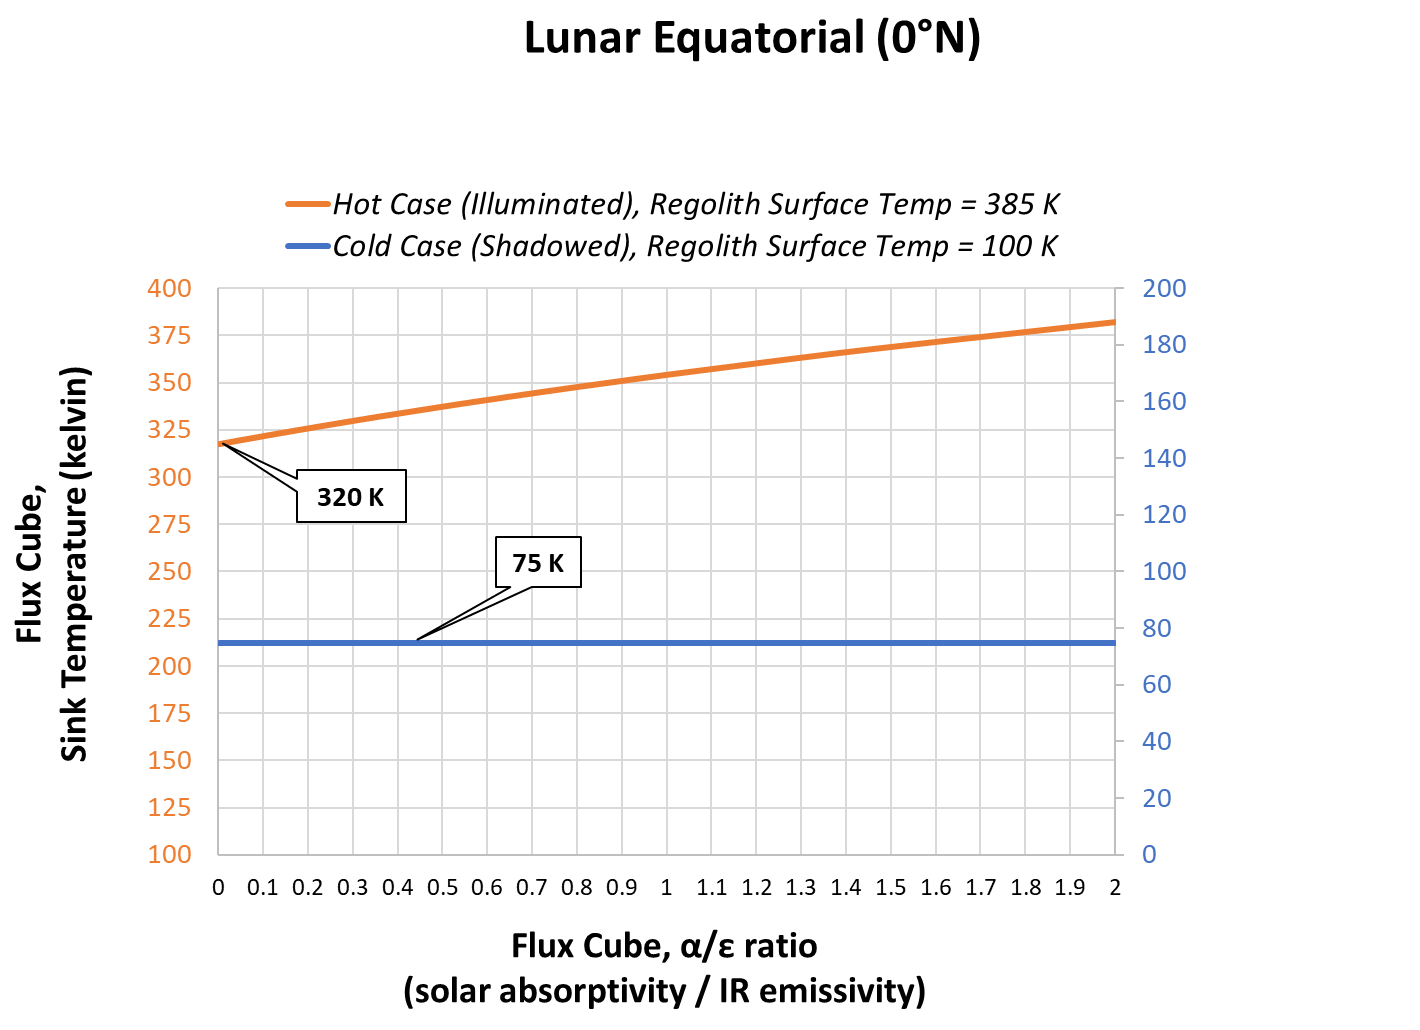 Lunar Equatorial (0°N)
Hot Case (Illuminated), Regolith Surface Temp = 385 K
Cold Case (Shadowed), Regolith Surface Temp = 100 K
Flux Cube,
Sink Temperature (kelvin)
400
375
350
325
300
275
250
225
200
175
150
125
100
320 K
75 K
200
180
160
140
120
100
80
60
40
20
0
0 0.1 0.2 0.3 0.4 0.5 0.6 0.7 0.8 0.9 1 1.1 1.2 1.3 1.4 1.5 1.6 1.7 1.8 1.9 2
Flux Cube, α/ε ratio
(solar absorptivity / IR emissivity)